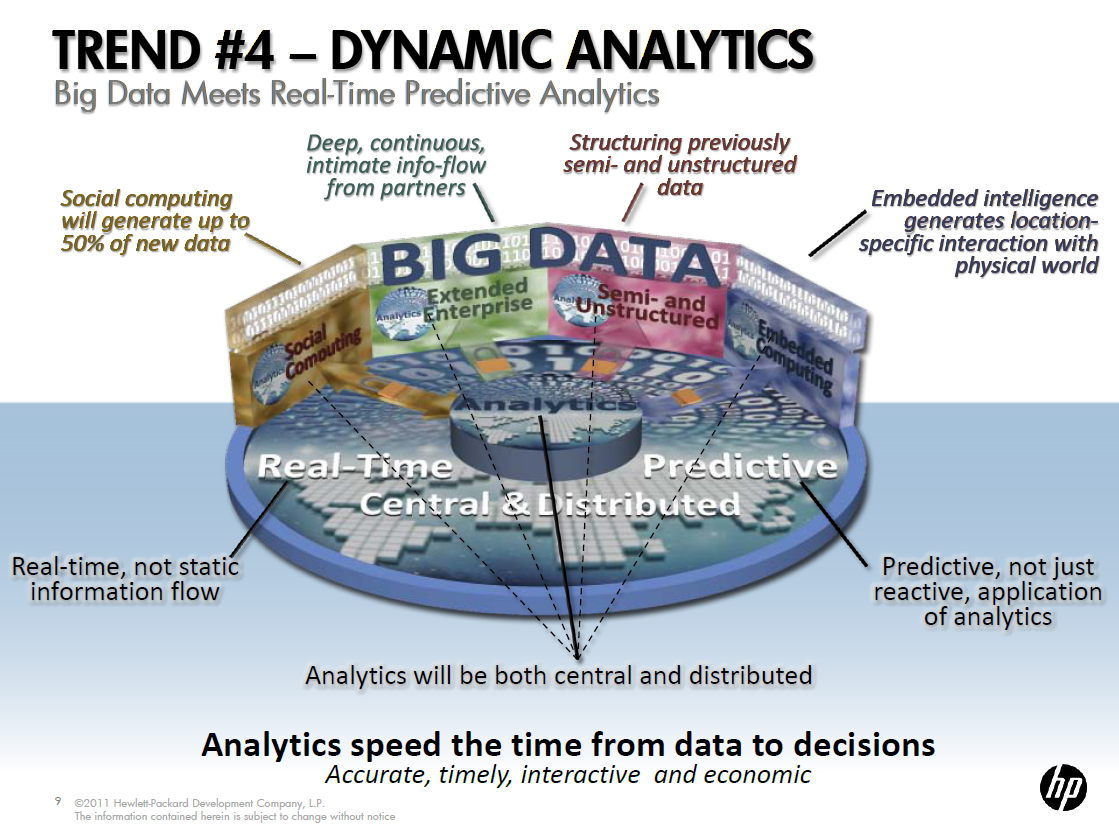 TREND #4 – DYNAMIC ANALYTICS
Big Data Meets Real-Time Predictive Analytics
Social computing
will generate up to
50% of new data
Deep, continuous,
intimate info-flow
from partners
Structuring previously
semi- and unstructured
data
Embedded intelligence
generates location-
specific interaction with
physical world
BIG DATA
Analytics
Social
Computing
Analytics
Extended
Enterprise
Analytics
Semi- and
Unstructured
Analytics
Embedded
Computing
Analytics
Real-Time
Predictive
Central & Distributed
Real-time, not static
information flow
Predictive, not just
reactive, application
of analytics
Analytics will be both central and distributed
Analytics speed the time from data to decisions
Accurate, timely, interactive and economic
hp
9 ©2011 Hewlett-Packard Development Company, L.P.
The information contained herein is subject to change without notice